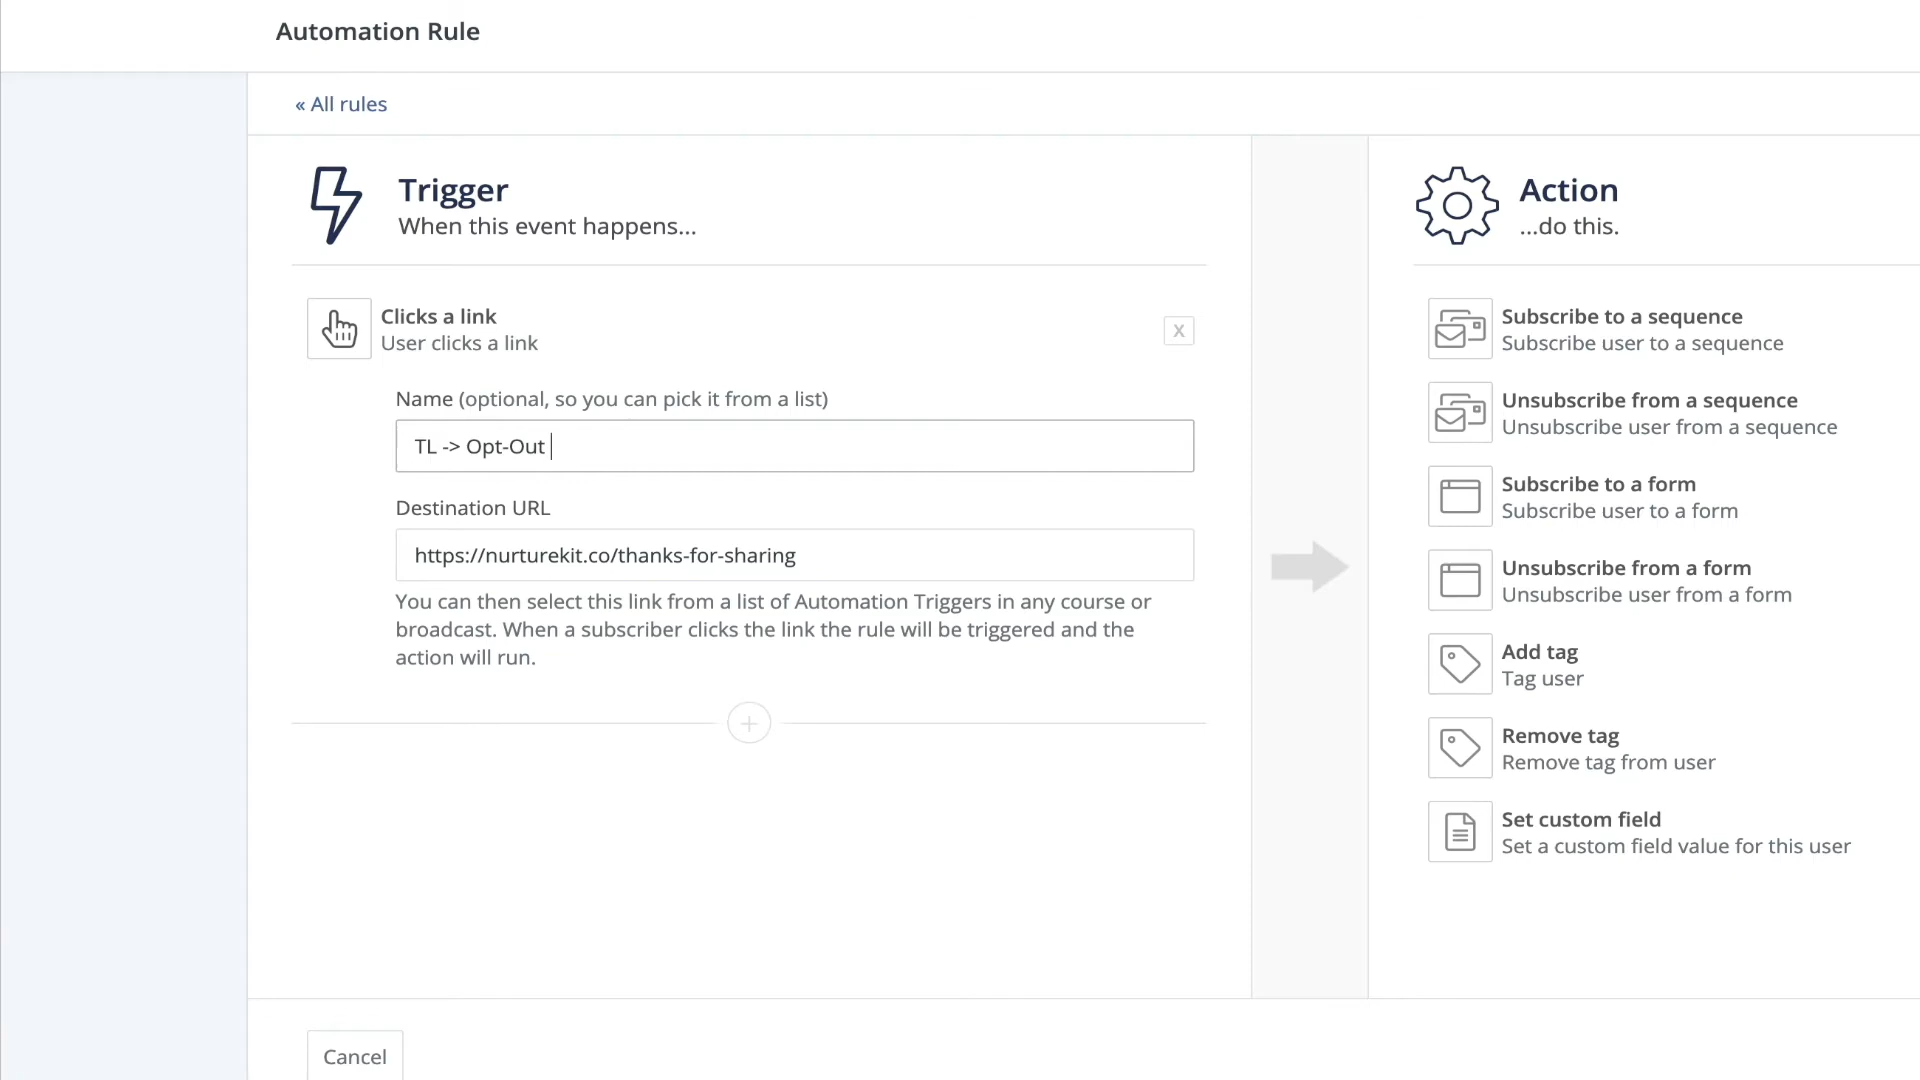 Automation Rule
« All rules
Trigger
When this event happens...
Clicks a link
User clicks a link
X
Name (optional, so you can pick it from a list)
TL -> Opt-Out
Destination URL
https://nurturekit.co/thanks-for-sharing
You can then select this link from a list of Automation Triggers in any course or
broadcast. When a subscriber clicks the link the rule will be triggered and the
action will run.
+
Cancel
Action
...do this.
Subscribe to a sequence
Subscribe user to a sequence
Unsubscribe from a sequence
Unsubscribe user from a sequence
Subscribe to a form
Subscribe user to a form
Unsubscribe from a form
Unsubscribe user from a form
Add tag
Tag user
Remove tag
Remove tag from user
Set custom field
Set a custom field value for this user